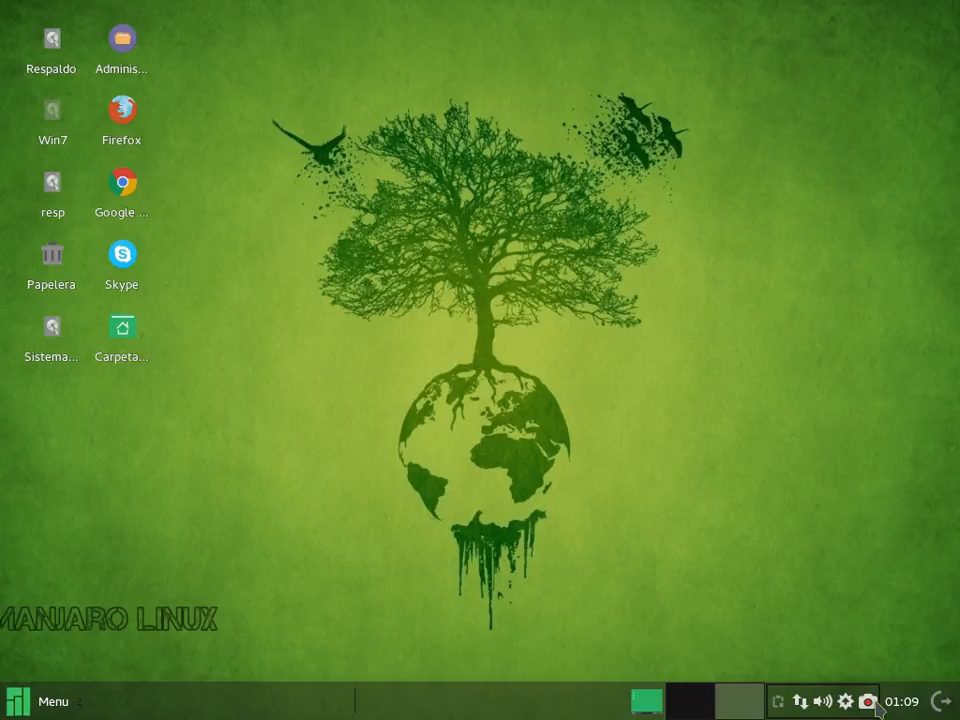 Respaldo
Adminis...
Win7
Firefox
resp
Google ...
Papelera
Skype
Sistema...
Carpeta...
MANJARO LINUX
Menu
01:09